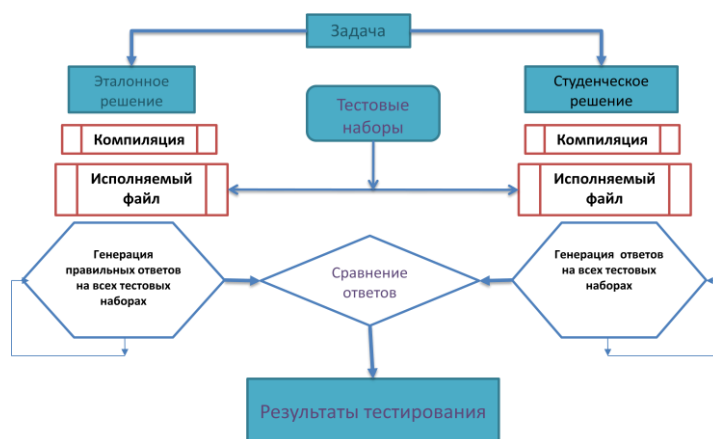 Задача
Эталонное
решение
Студенческое
решение
Тестовые
наборы
Компиляция
Компиляция
Исполняемый
файл
Исполняемый
файл
Генерация
правильных ответов
на всех тестовых
наборах
Сравнение
ответов
Генерация ответов
на всех тестовых
наборах
Результаты тестирования